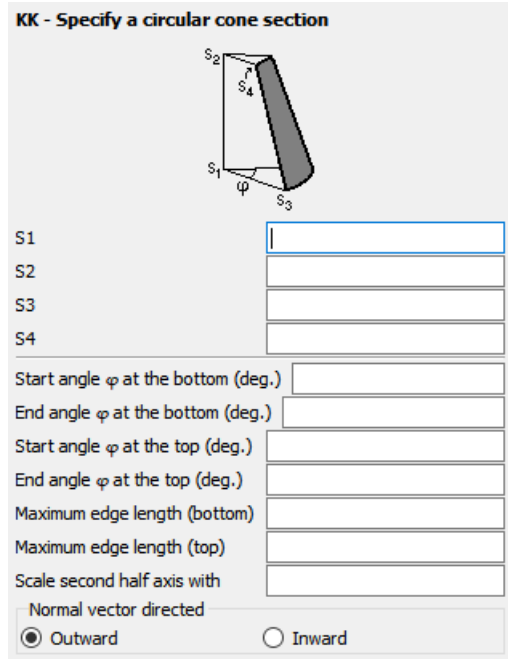 KK - Specify a circular cone section
S2
S4
S1
φ
S3
S1
S2
S3
S4
Start angle φ at the bottom (deg.)
End angle φ at the bottom (deg.)
Start angle φ at the top (deg.)
End angle φ at the top (deg.)
Maximum edge length (bottom)
Maximum edge length (top)
Scale second half axis with
Normal vector directed
Outward Inward